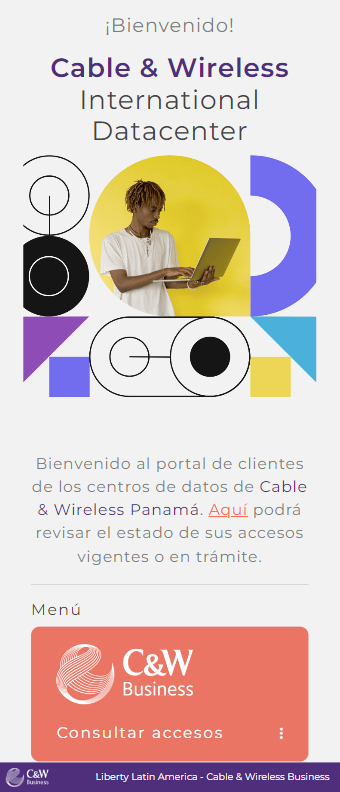 ¡Bienvenido!
Cable & Wireless
International
Datacenter
Bienvenido al portal de clientes
de los centros de datos de Cable
& Wireless Panamá. Aquí podrá
revisar el estado de sus accesos
vigentes o en trámite.
Menú
C&W
Business
Consultar accesos
C&W
Business
Liberty Latin America - Cable & Wireless Business